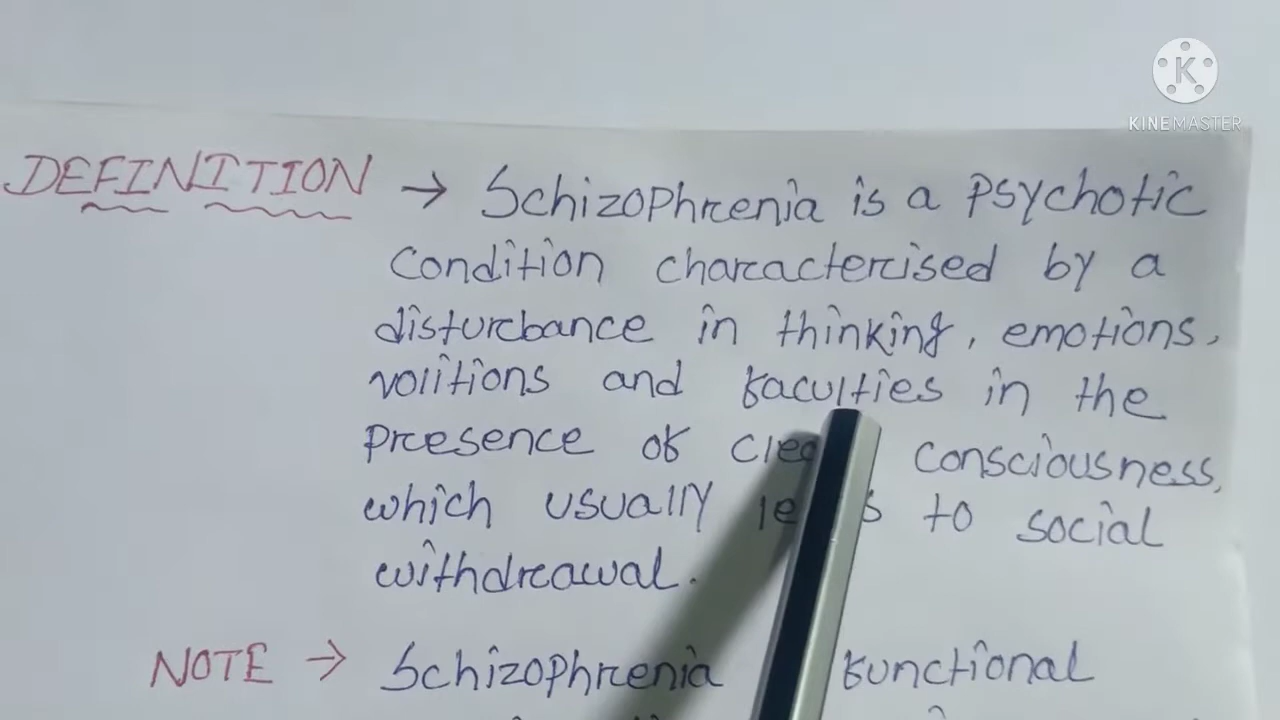 KINEMASTER
DEFINITION → Schizophrenia is a psychotic
condition characterised by a
disturbance in thinking, emotions,
volitions and faculties in the
presence of consciousness,
which usually to social
withdrawal.
NOTE → Schizophrenia functional